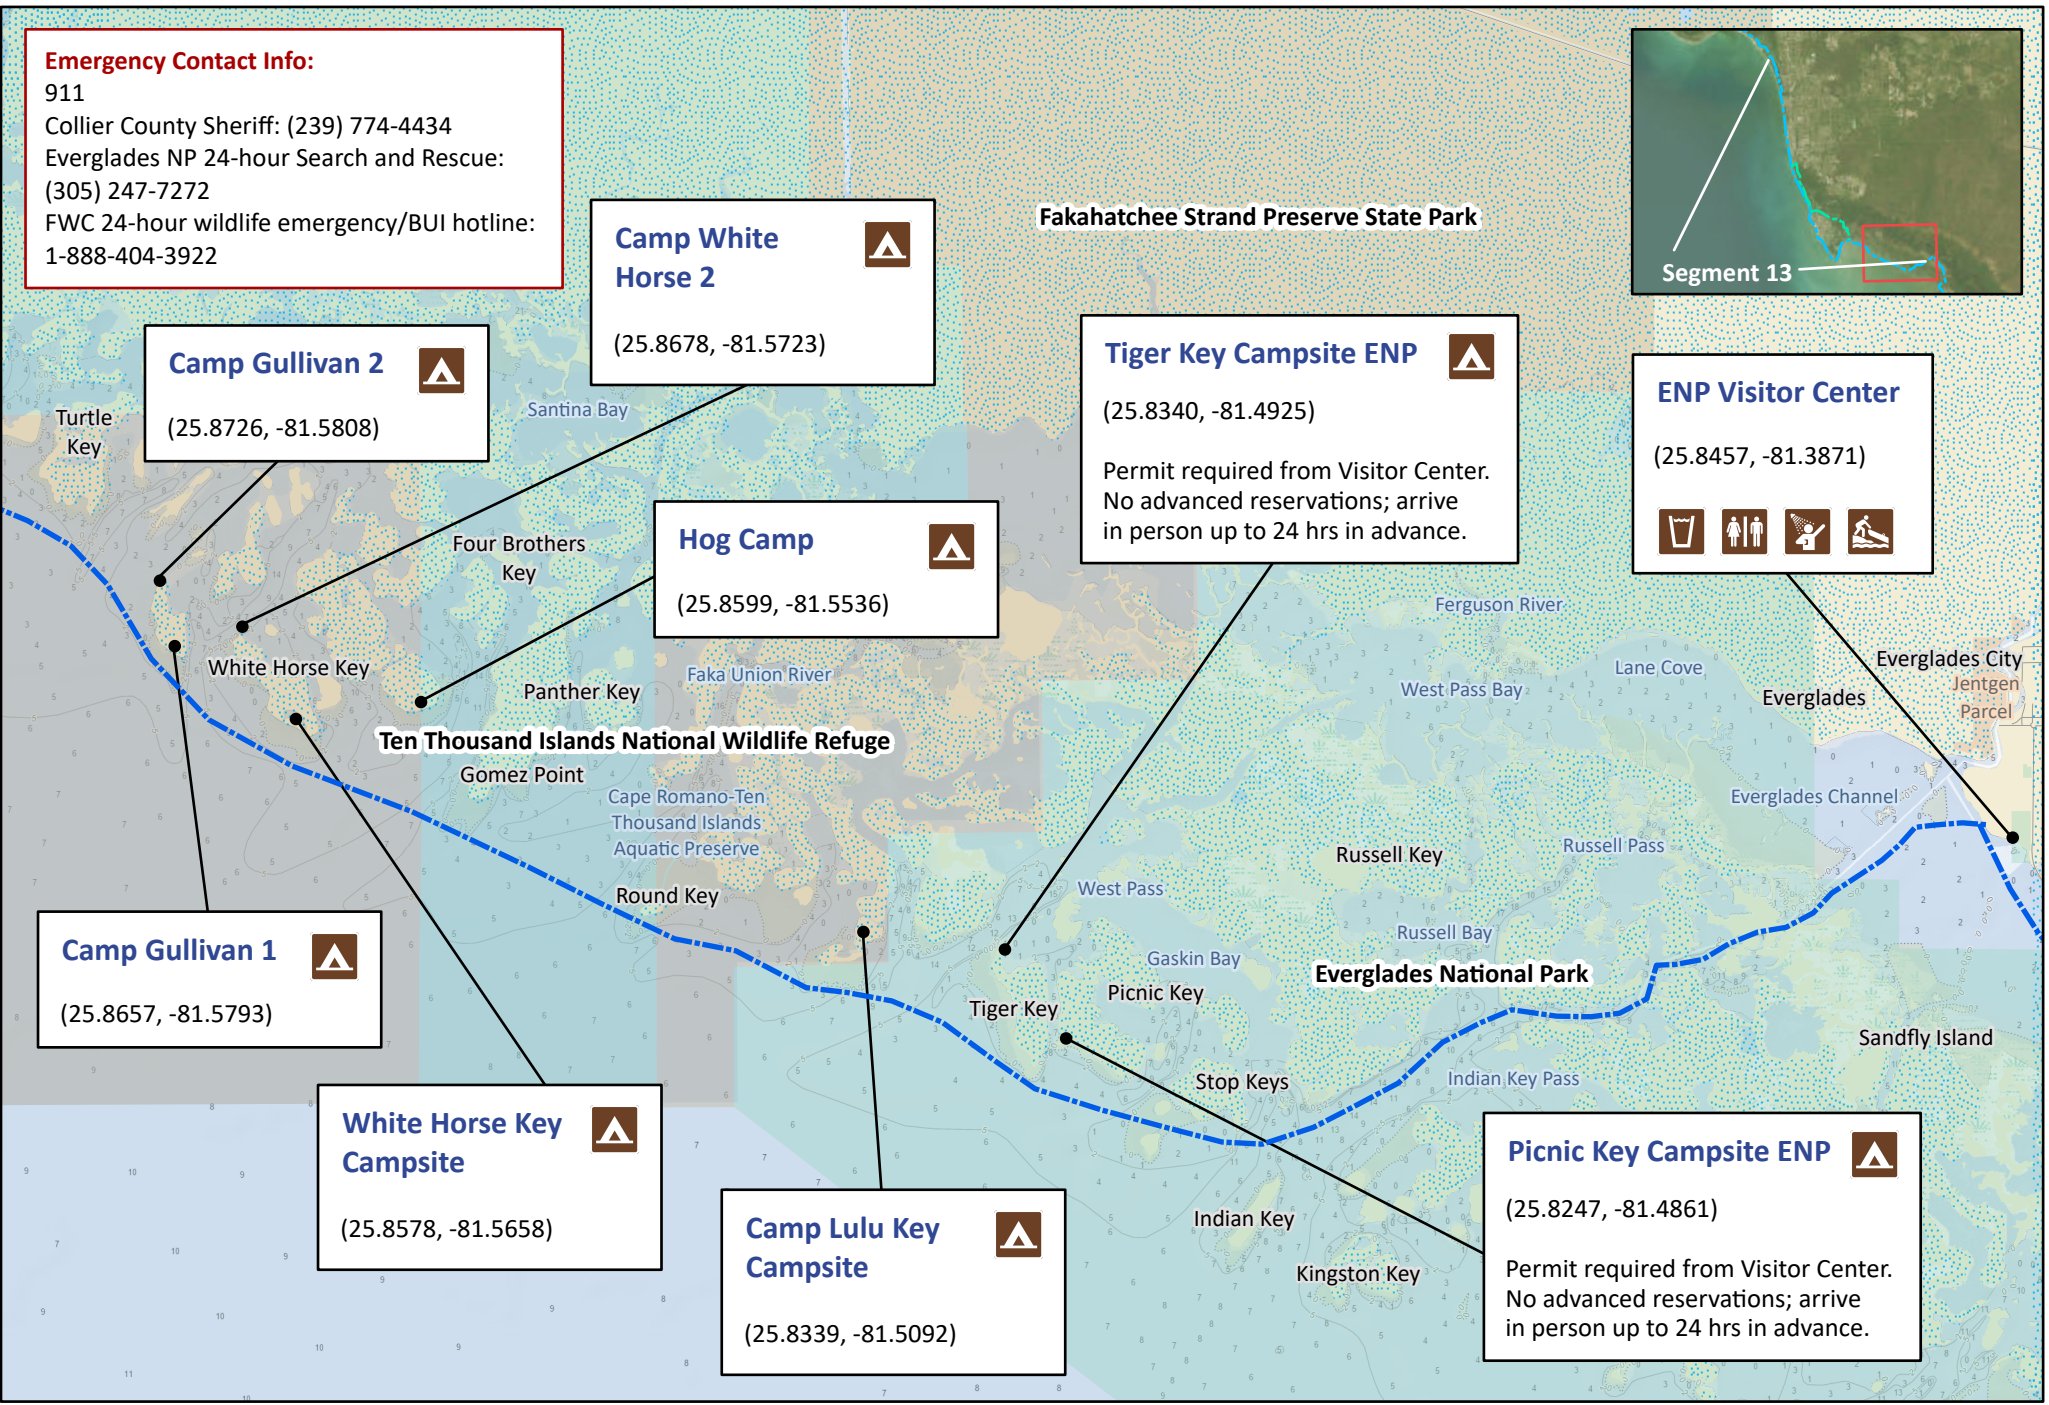 Emergency Contact Info:
911
Collier County Sheriff: (239) 774-4434
Everglades NP 24-hour Search and Rescue:
(305) 247-7272
FWC 24-hour wildlife emergency/BUI hotline:
1-888-404-3922
Fakahatchee Strand Preserve State Park
Segment 13
Camp White
Horse 2
(25.8678, -81.5723)
Camp Gullivan 2
(25.8726, -81.5808)
Tiger Key Campsite ENP
(25.8340, -81.4925)
Permit required from Visitor Center.
No advanced reservations; arrive
in person up to 24 hrs in advance.
ENP Visitor Center
(25.8457, -81.3871)
Turtle
Key
Santina Bay
Four Brothers
Key
Hog Camp
(25.8599, -81.5536)
Ferguson River
White Horse Key
Panther Key
Faka Union River
West Pass Bay
Lane Cove
Everglades
Everglades City
Jentgen
Parcel
Ten Thousand Islands National Wildlife Refuge
Gomez Point
Cape Romano-Ten
Thousand Islands
Aquatic Preserve
Everglades Channel
Russell Key
Russell Pass
Round Key
West Pass
Russell Bay
Gaskin Bay
Everglades National Park
Picnic Key
Tiger Key
Sandfly Island
Stop Keys
Indian Key Pass
Camp Gullivan 1
(25.8657, -81.5793)
White Horse Key
Campsite
(25.8578, -81.5658)
Camp Lulu Key
Campsite
(25.8339, -81.5092)
Indian Key
Kingston Key
Picnic Key Campsite ENP
(25.8247, -81.4861)
Permit required from Visitor Center.
No advanced reservations; arrive
in person up to 24 hrs in advance.